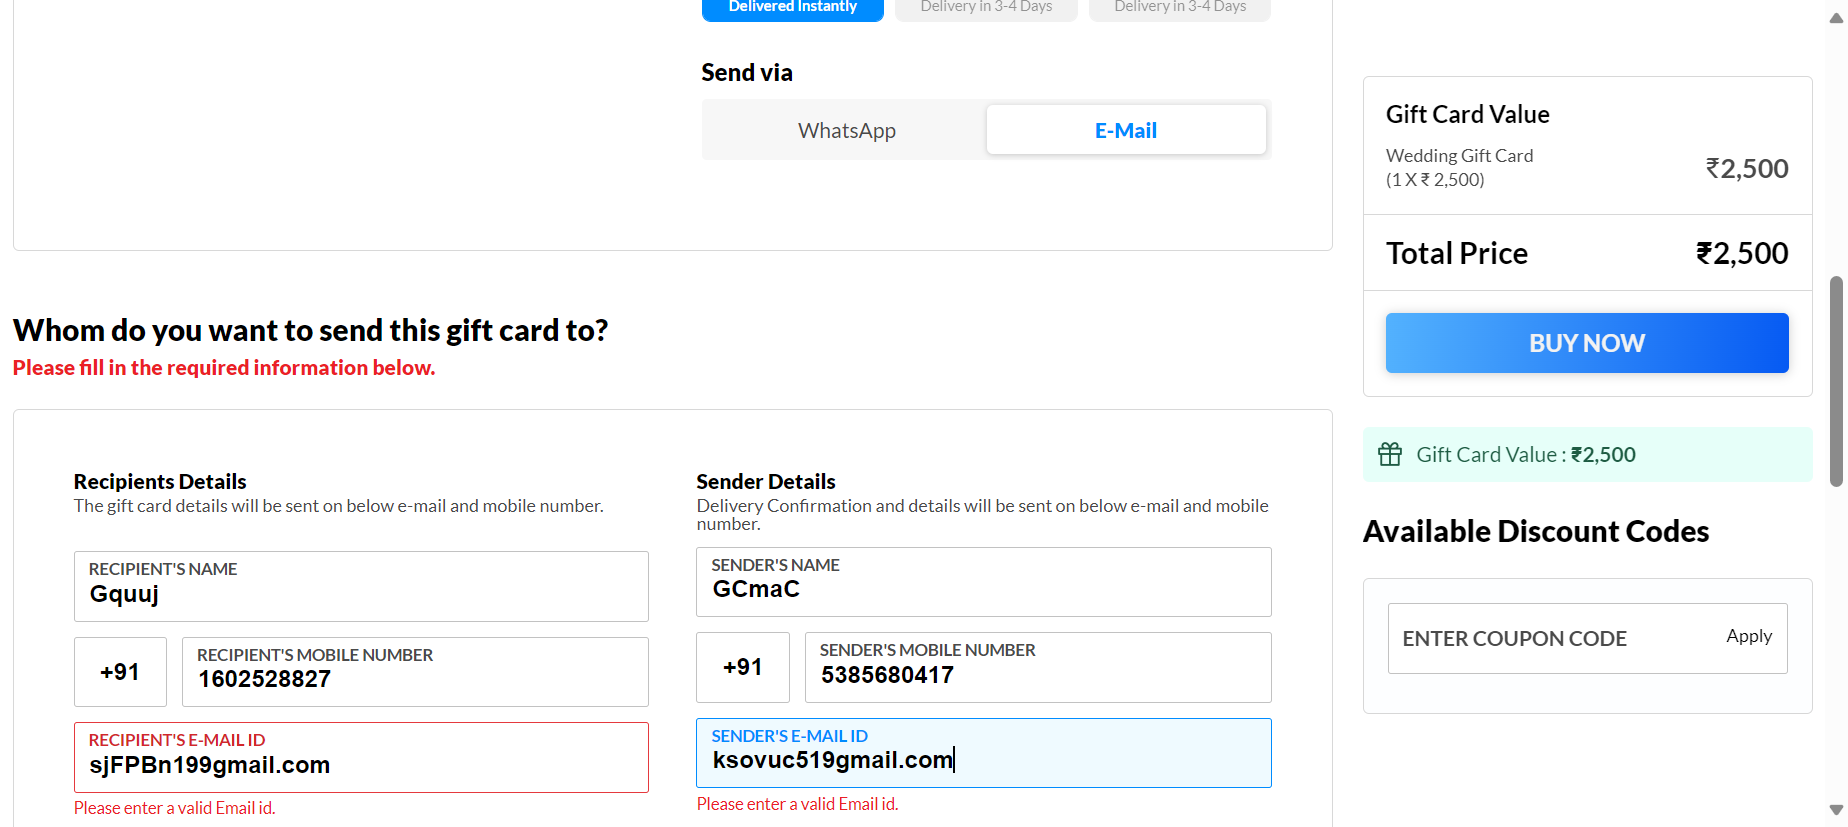 Delivered Instantly
Delivery in 3-4 Days
Delivery in 3-4 Days
Send via
WhatsApp
E-Mail
Whom do you want to send this gift card to?
Please fill in the required information below.
Recipients Details
The gift card details will be sent on below e-mail and mobile number.
RECIPIENT'S NAME
Gquuj
+91
RECIPIENT'S MOBILE NUMBER
1602528827
RECIPIENT'S E-MAIL ID
sjFPBn199gmail.com
Please enter a valid Email id.
Sender Details
Delivery Confirmation and details will be sent on below e-mail and mobile
number.
SENDER'S NAME
GCmaC
+91
SENDER'S MOBILE NUMBER
5385680417
SENDER'S E-MAIL ID
ksovuc519gmail.com
Please enter a valid Email id.
Gift Card Value
Wedding Gift Card
(1 X ₹ 2,500)
₹2,500
Total Price
₹2,500
BUY NOW
Gift Card Value : ₹2,500
Available Discount Codes
ENTER COUPON CODE
Apply